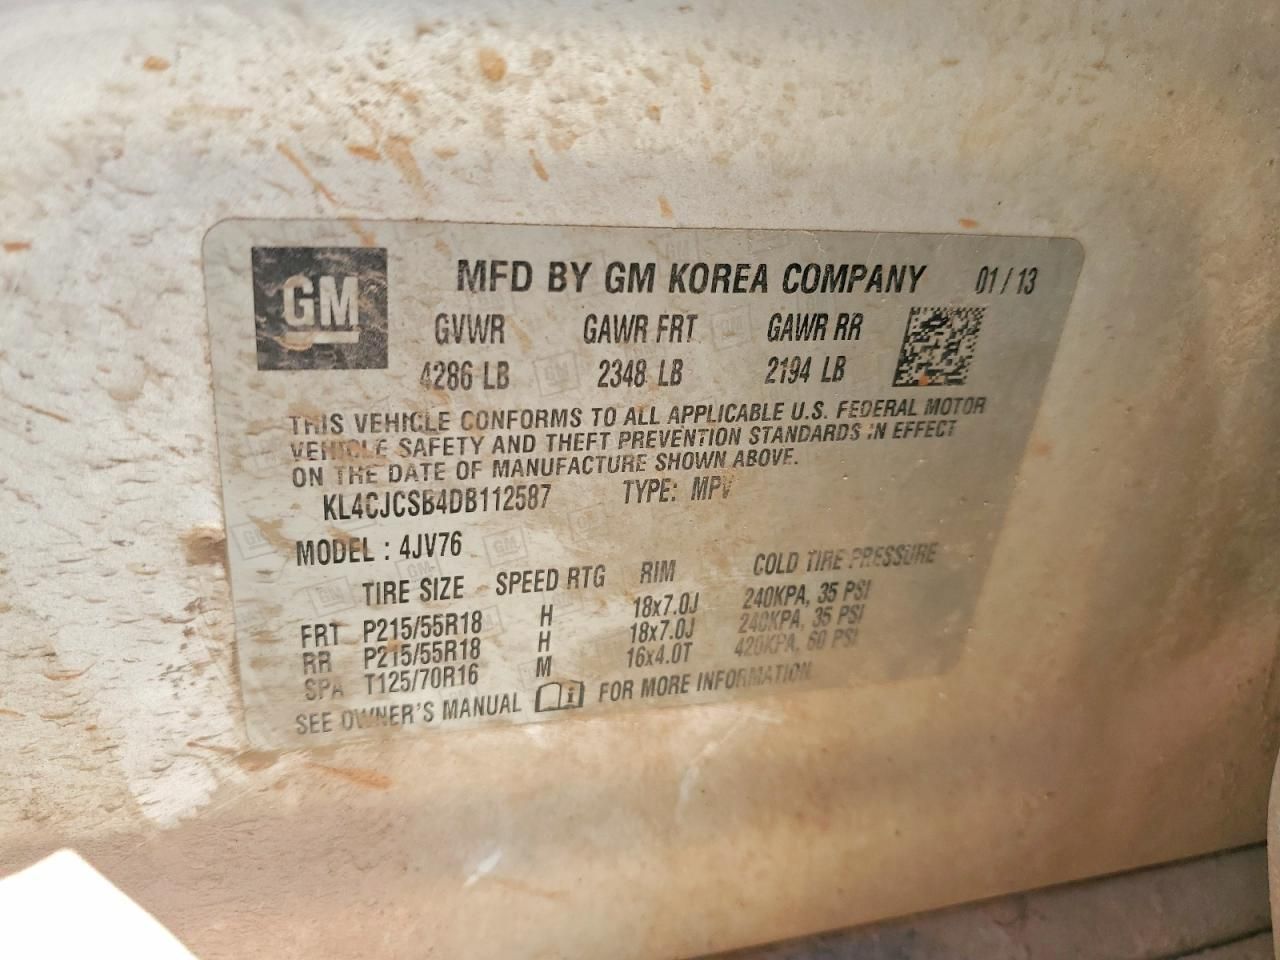 GM
MFD BY GM KOREA COMPANY 01/13
GVWR GAWR FRT GAWR RR
4286 LB 2348 LB 2194 LB
THIS VEHICLE CONFORMS TO ALL APPLICABLE U.S. FEDERAL MOTOR
VEHICLE SAFETY AND THEFT PREVENTION STANDARDS IN EFFECT
ON THE DATE OF MANUFACTURE SHOWN ABOVE.
KL4CJCSB4DB112587 TYPE: MPV
MODEL : 4JV76
TIRE SIZE SPEED RTG RIM COLD TIRE PRESSURE
FRT P215/55R18 H 18x7.0J 240KPA, 35 PSI
RR P215/55R18 H 18x7.0J 240KPA, 35 PSI
SPA T125/70R16 M 16x4.0T 420KPA, 60 PSI
SEE OWNER'S MANUAL i FOR MORE INFORMATION